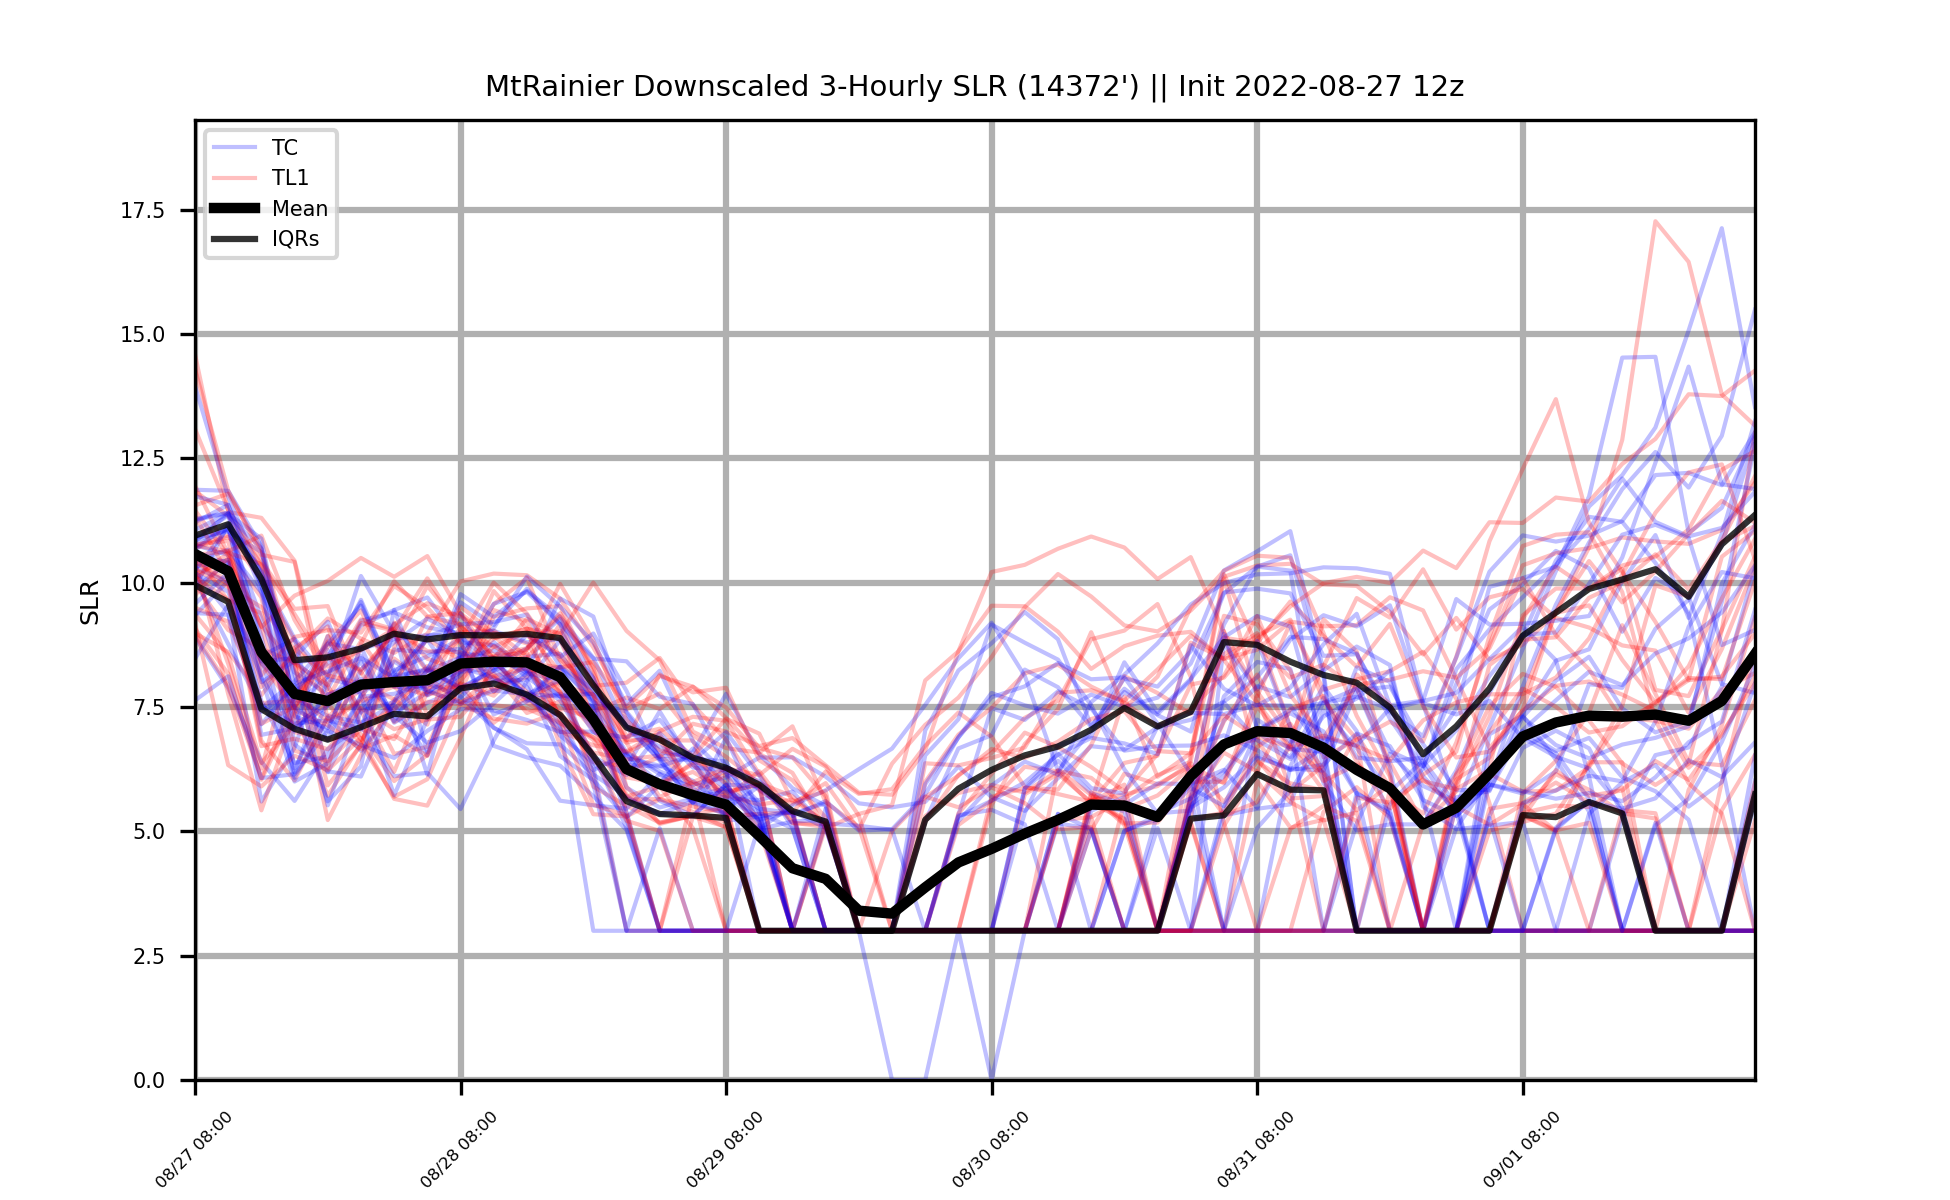 MtRainier Downscaled 3-Hourly SLR (14372') || Init 2022-08-27 12z
TC
TL1
Mean
IQRs
17.5
15.0
12.5
10.0
7.5
5.0
2.5
0.0
SLR
08/27 08:00
08/28 08:00
08/29 08:00
08/30 08:00
08/31 08:00
09/01 08:00